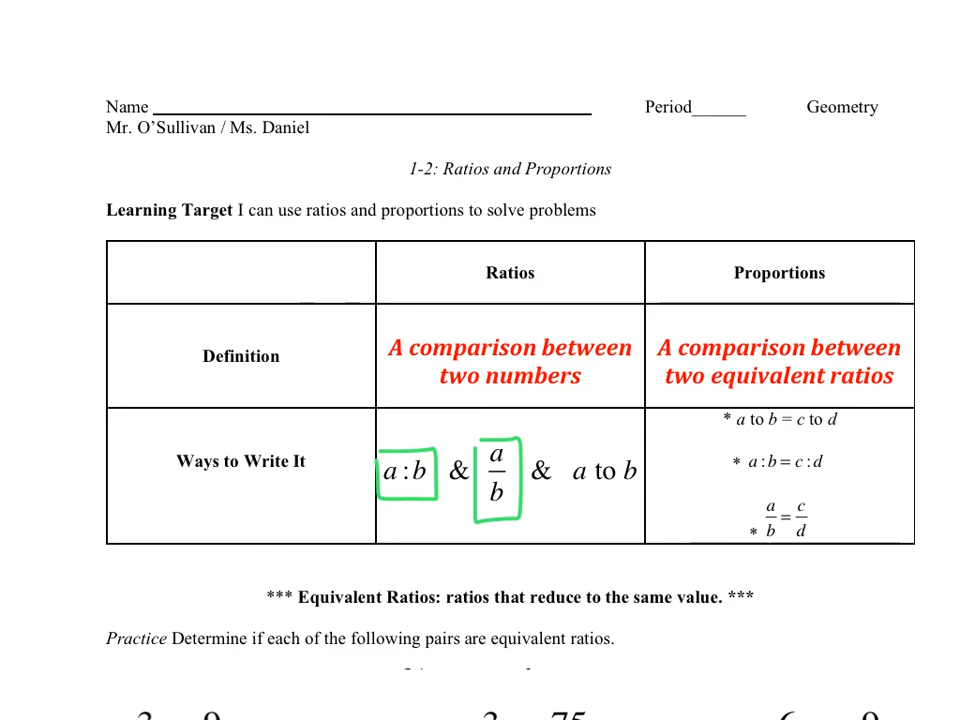 Name ____________ Period______ Geometry
Mr. O'Sullivan / Ms. Daniel
1-2: Ratios and Proportions
Learning Target I can use ratios and proportions to solve problems
Ratios Proportions
Definition
A comparison between
two numbers
A comparison between
two equivalent ratios
Ways to Write It
a : b & a/b & a to b
* a to b = c to d
* a : b = c : d
* a/b = c/d
*** Equivalent Ratios: ratios that reduce to the same value. ***
Practice Determine if each of the following pairs are equivalent ratios.